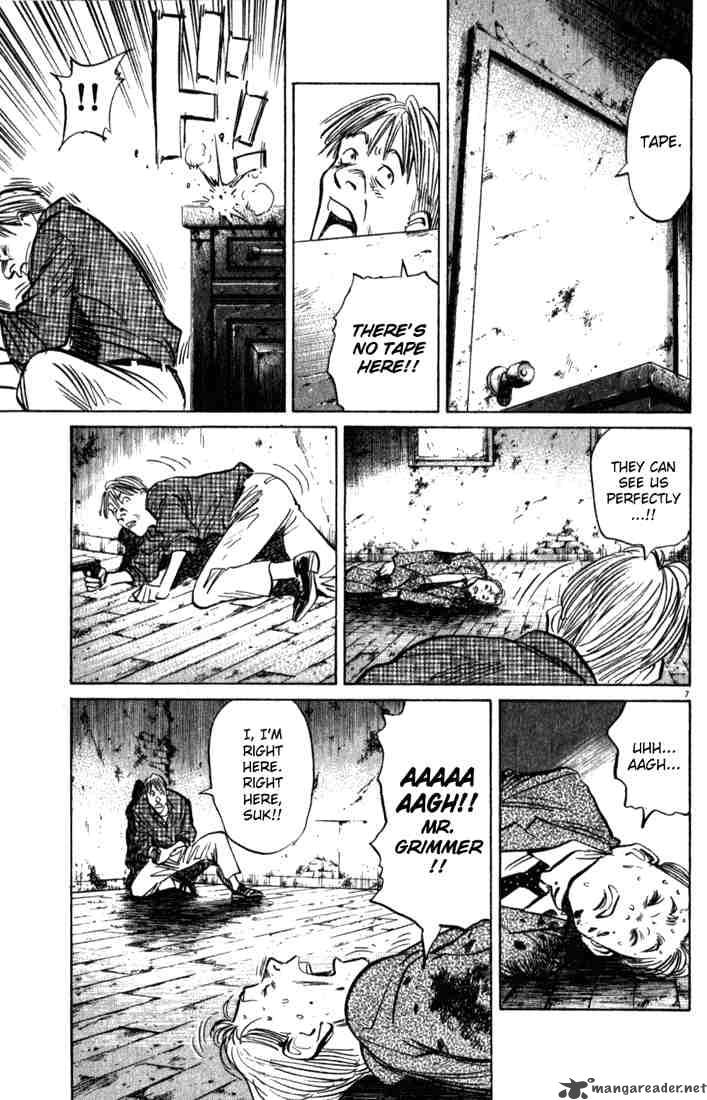 TAPE.
THERE'S
NO TAPE
HERE!!
!!
THEY CAN
SEE US
PERFECTLY
...!!
7
UHH...
AAGH...
AAAAA
AAGH!!
MR.
GRIMMER
!!
I, I'M
RIGHT
HERE.
RIGHT
HERE,
SUK!!
mangareader.net